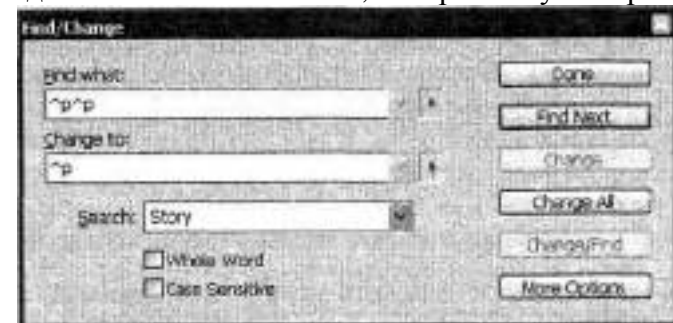 Find/Change
Find what:
^p^p
Change to:
^p
Search: Story
Whole Word
Case Sensitive
Done
Find Next
Change
Change All
Change/Find
More Options